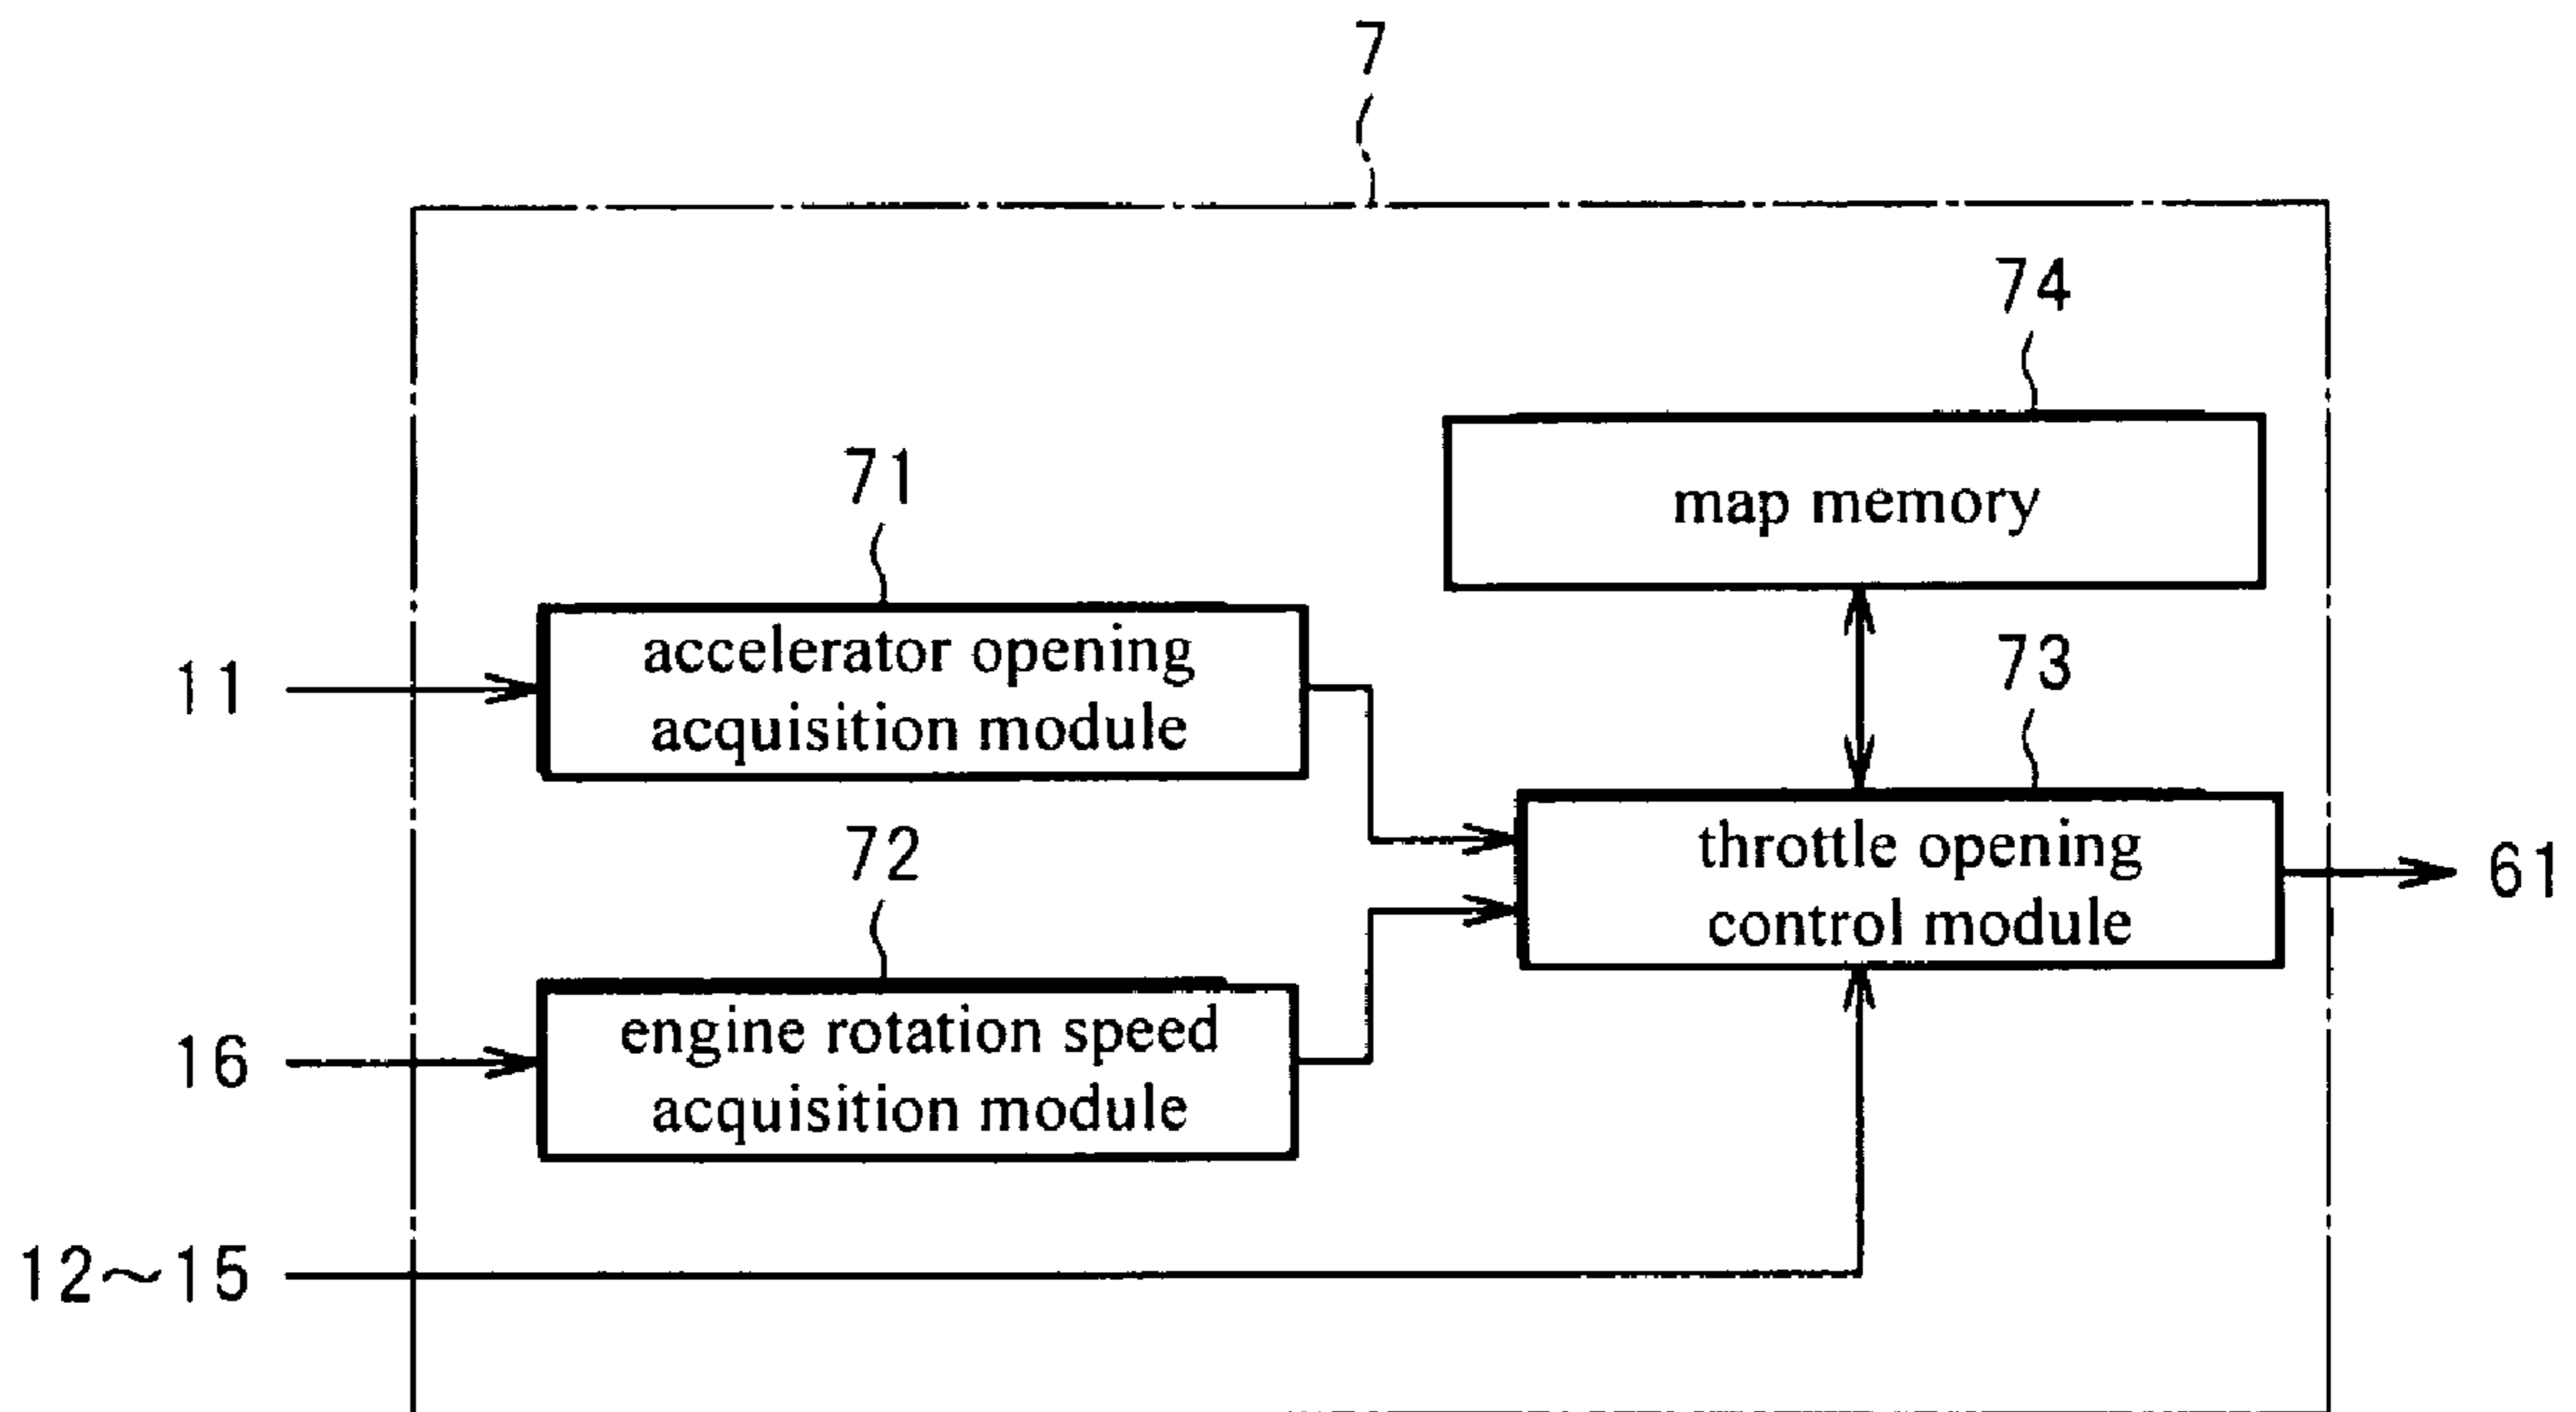 7
74
map memory
71
accelerator opening
acquisition module
11
73
throttle opening
control module
61
72
engine rotation speed
acquisition module
16
12～15